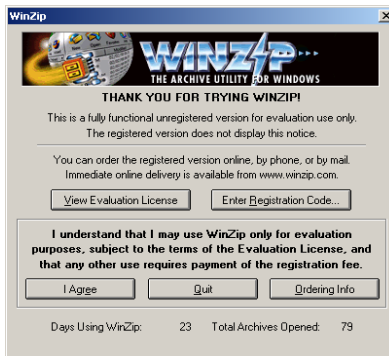 WinZip
WINZIP
THE ARCHIVE UTILITY FOR WINDOWS
THANK YOU FOR TRYING WINZIP!
This is a fully functional unregistered version for evaluation use only.
The registered version does not display this notice.
You can order the registered version online, by phone, or by mail.
Immediate online delivery is available from www.winzip.com.
View Evaluation License Enter Registration Code...
I understand that I may use WinZip only for evaluation
purposes, subject to the terms of the Evaluation License, and
that any other use requires payment of the registration fee.
I Agree Quit Ordering Info
Days Using WinZip: 23 Total Archives Opened: 79